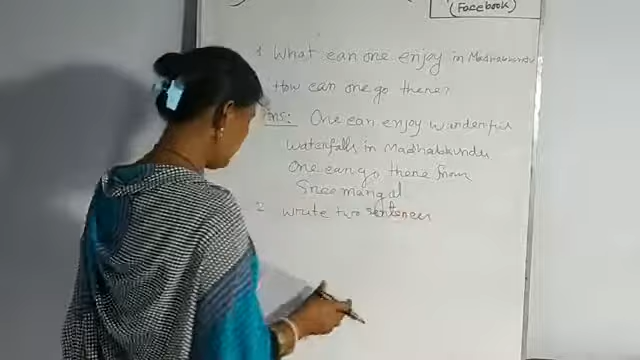 (Facebook)
1 What can one enjoy in Madhabkundu
How can one go there?
Ans: One can enjoy wonderful
waterfalls in Madhabkundu
One can go there from
Sreemangal
2 Write two sentences